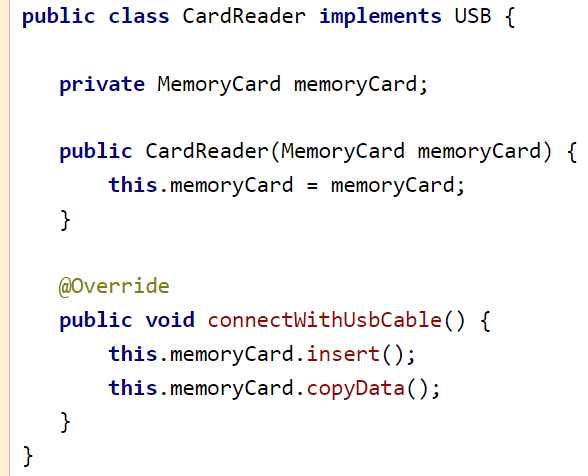 public class CardReader implements USB {
private MemoryCard memoryCard;
public CardReader(MemoryCard memoryCard) {
this.memoryCard = memoryCard;
}
@Override
public void connectWithUsbCable() {
this.memoryCard.insert();
this.memoryCard.copyData();
}
}